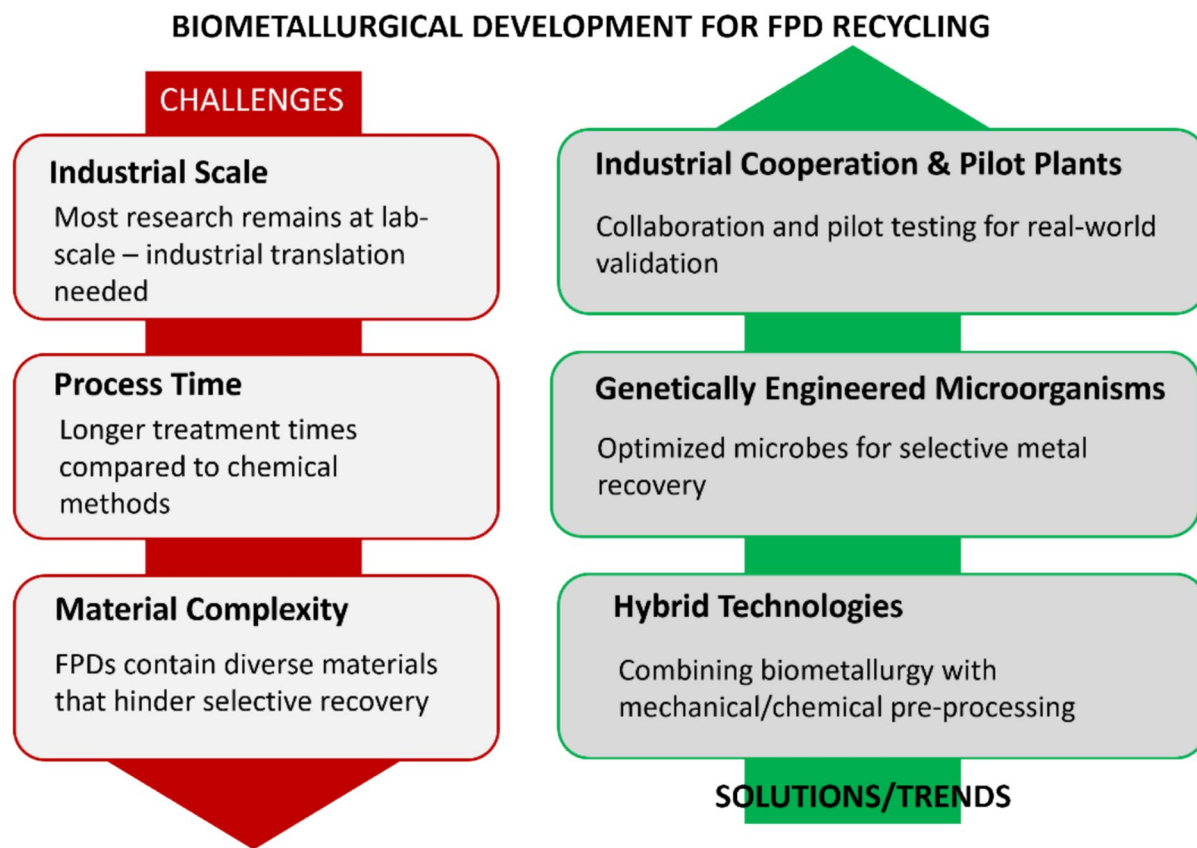 BIOMETALLURGICAL DEVELOPMENT FOR FPD RECYCLING
CHALLENGES
Industrial Scale
Most research remains at lab-
scale – industrial translation
needed
Process Time
Longer treatment times
compared to chemical
methods
Material Complexity
FPDs contain diverse materials
that hinder selective recovery
Industrial Cooperation & Pilot Plants
Collaboration and pilot testing for real-world
validation
Genetically Engineered Microorganisms
Optimized microbes for selective metal
recovery
Hybrid Technologies
Combining biometallurgy with
mechanical/chemical pre-processing
SOLUTIONS/TRENDS